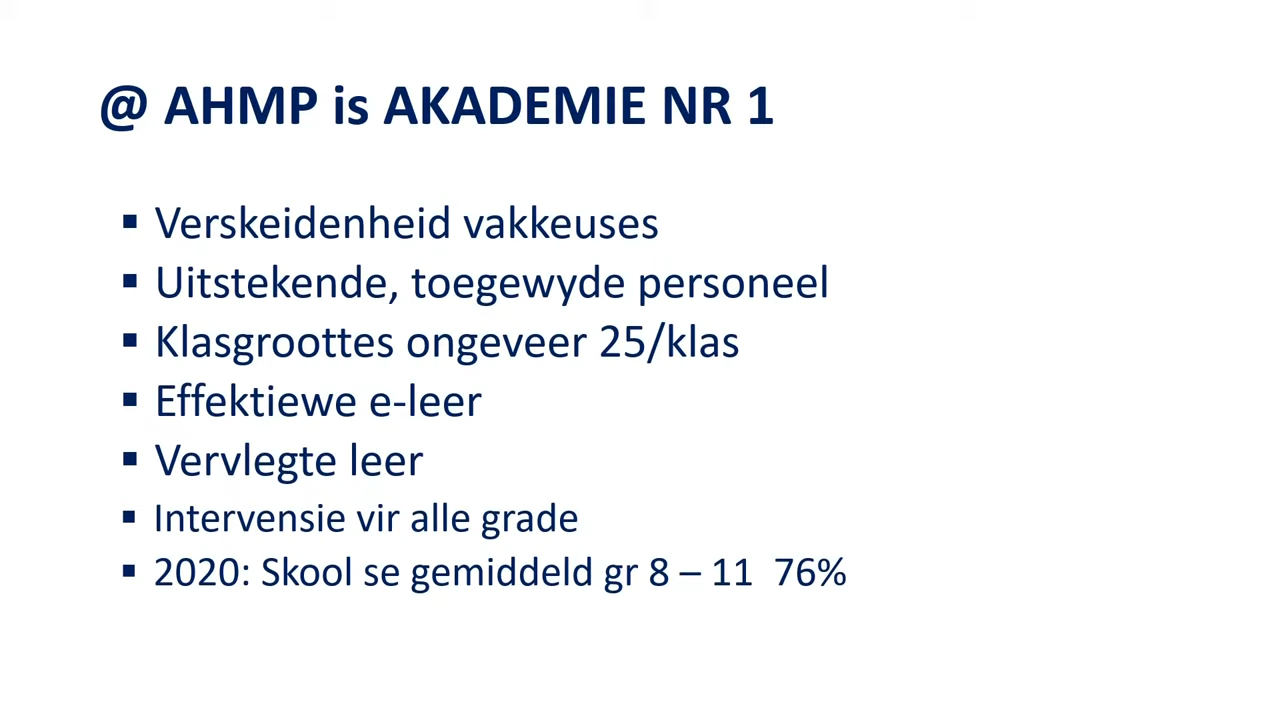 @ AHMP is AKADEMIE NR 1
▪ Verskeidenheid vakkeuses
▪ Uitstekende, toegewyde personeel
▪ Klasgroottes ongeveer 25/klas
▪ Effektiewe e-leer
▪ Vervlegte leer
▪ Intervensie vir alle grade
▪ 2020: Skool se gemiddeld gr 8 – 11  76%